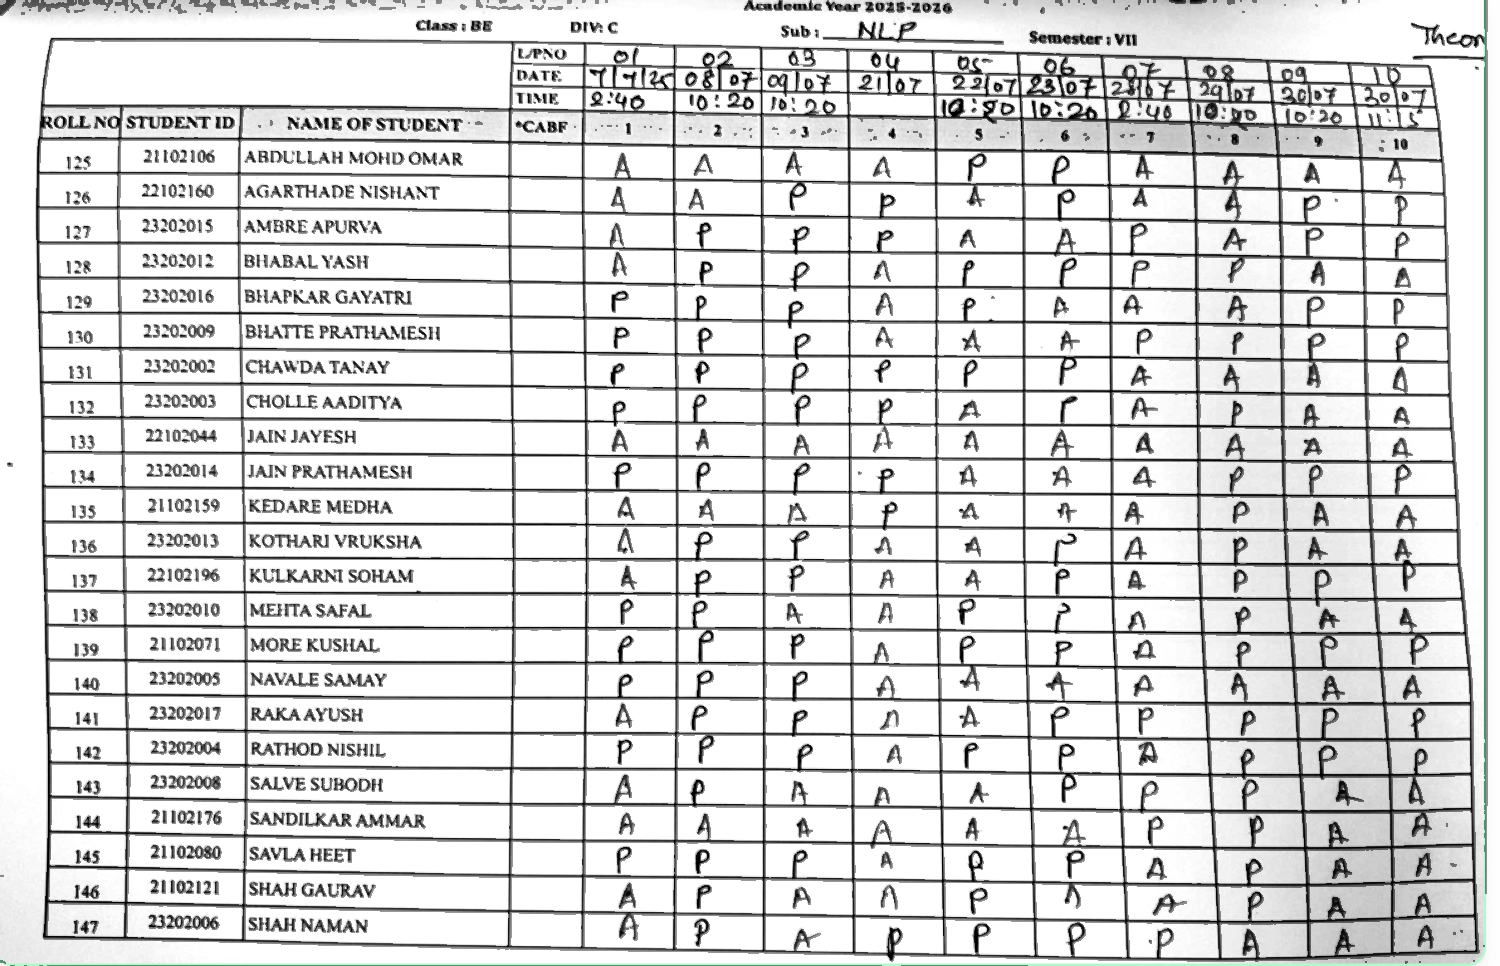 Academic Year 2025-2026
Class : BE DIV: C Sub : NLP Semester : VII Theor
L/PNO 01 02 03 04 05 06 07 08 09 10
DATE 7/7/25 08/07 09/07 21/07 22/07 23/07 28/07 29/07 30/07 30/07
TIME 2:40 10:20 10:20 10:20 10:20 2:40 10:00 10:20 11:15
ROLL NO STUDENT ID NAME OF STUDENT *CABF 1 2 3 4 5 6 7 8 9 10
125 21102106 ABDULLAH MOHD OMAR A A A A P P A A A A
126 22102160 AGARTHADE NISHANT A A P P A P A A P P
127 23202015 AMBRE APURVA A P P P A A P A P P
128 23202012 BHABAL YASH A P P A P P P P A A
129 23202016 BHAPKAR GAYATRI P P P A P A A A P P
130 23202009 BHATTE PRATHAMESH P P P A A A P P P P
131 23202002 CHAWDA TANAY P P P P P P A A A A
132 23202003 CHOLLE AADITYA P P P P A P A P A A
133 22102044 JAIN JAYESH A A A A A A A A A A
134 23202014 JAIN PRATHAMESH P P P P A A A P P P
135 21102159 KEDARE MEDHA A A A P A A A P A A
136 23202013 KOTHARI VRUKSHA A P P A A P A P A A
137 22102196 KULKARNI SOHAM A P P A A P A P P P
138 23202010 MEHTA SAFAL P P A A P P A P A A
139 21102071 MORE KUSHAL P P P A P P A P P P
140 23202005 NAVALE SAMAY P P P A A A A A A A
141 23202017 RAKA AYUSH A P P A A P P P P P
142 23202004 RATHOD NISHIL P P P A P P A P P P
143 23202008 SALVE SUBODH A P A A A P P P A A
144 21102176 SANDILKAR AMMAR A A A A A A P P A A
145 21102080 SAVLA HEET P P P A P P A P A A
146 21102121 SHAH GAURAV A P A A P A A P A A
147 23202006 SHAH NAMAN A P A P P P P A A A